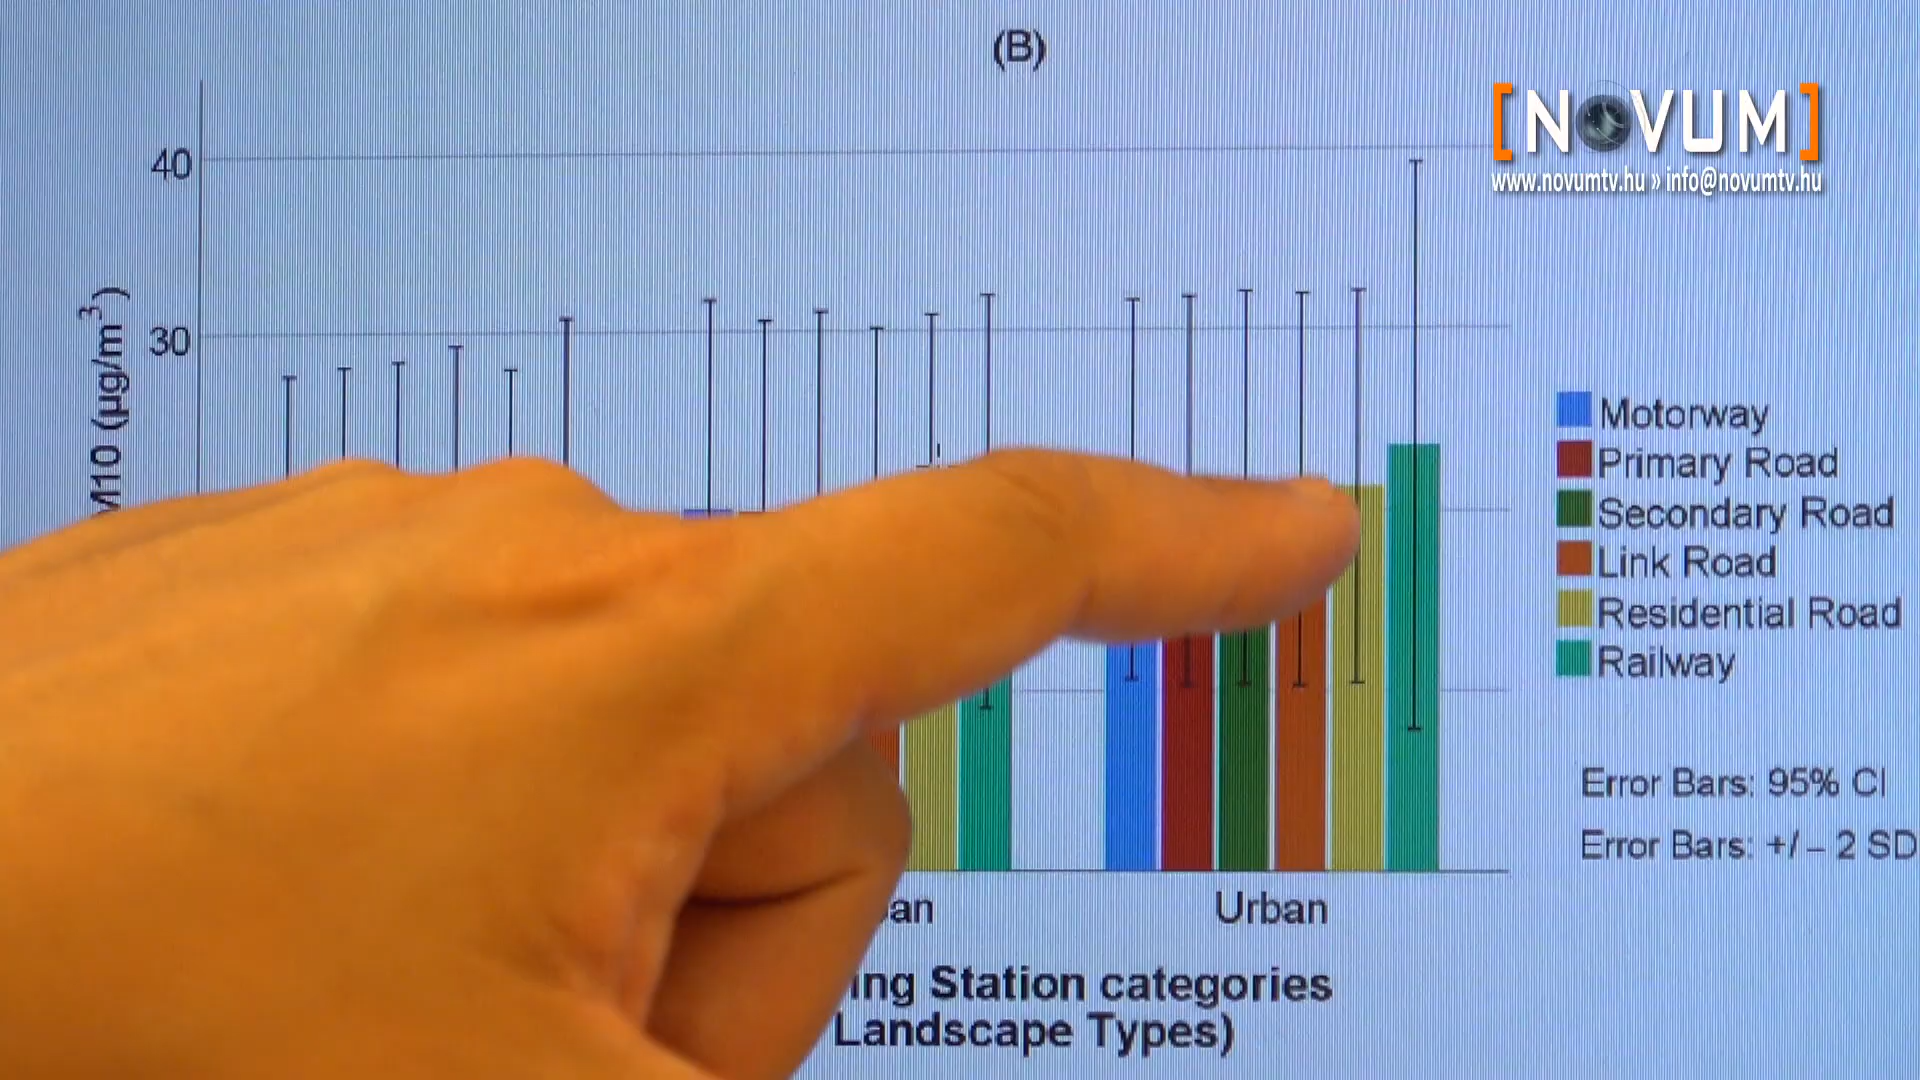 (B)
[NOVUM]
www.novumtv.hu » info@novumtv.hu
40
30
M10 (µg/m³)
Motorway
Primary Road
Secondary Road
Link Road
Residential Road
Railway
Error Bars: 95% CI
Error Bars: +/– 2 SD
an
Urban
ing Station categories
Landscape Types)